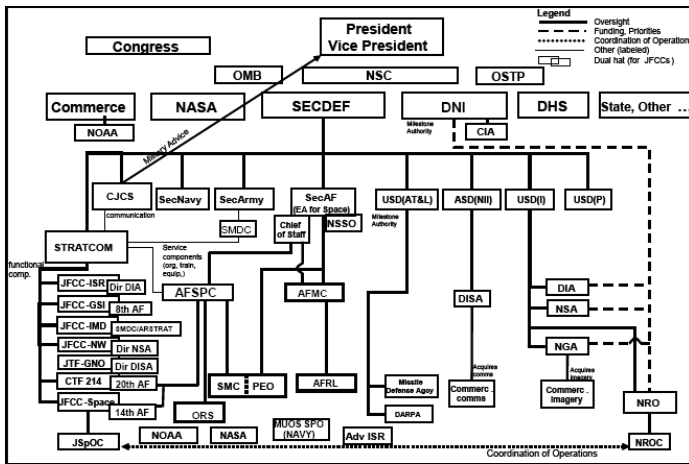 Legend
Oversight
Funding, Priorities
Coordination of Operation
Other (labeled)
Dual hat (for JFCCs)
President
Vice President
Congress
OMB
NSC
OSTP
Commerce
NASA
SECDEF
DNI
DHS
State, Other ...
NOAA
Milestone
Authority
CIA
Military Advice
CJCS
SecNavy
SecArmy
SecAF
(EA for Space)
USD(AT&L)
ASD(NII)
USD(I)
USD(P)
communication
SMDC
Chief
of Staff
NSSO
Milestone
Authority
STRATCOM
Service
components
(org, train,
equip,)
functional
comp.
JFCC-ISR
Dir DIA
AFSPC
AFMC
DISA
DIA
JFCC-GSI
8th AF
NSA
JFCC-IMD
SMDC/ARSTRAT
JFCC-NW
Dir NSA
NGA
JTF-GNO
Dir DISA
Acquires
comms
Acquires
imagery
CTF 214
20th AF
SMC
PEO
AFRL
Missile
Defense Agcy
Commerc.
comms
Commerc.
Imagery
JFCC-Space
14th AF
ORS
DARPA
NRO
NOAA
NASA
MUOS SPO
(NAVY)
Adv ISR
JSpOC
NROC
Coordination of Operations